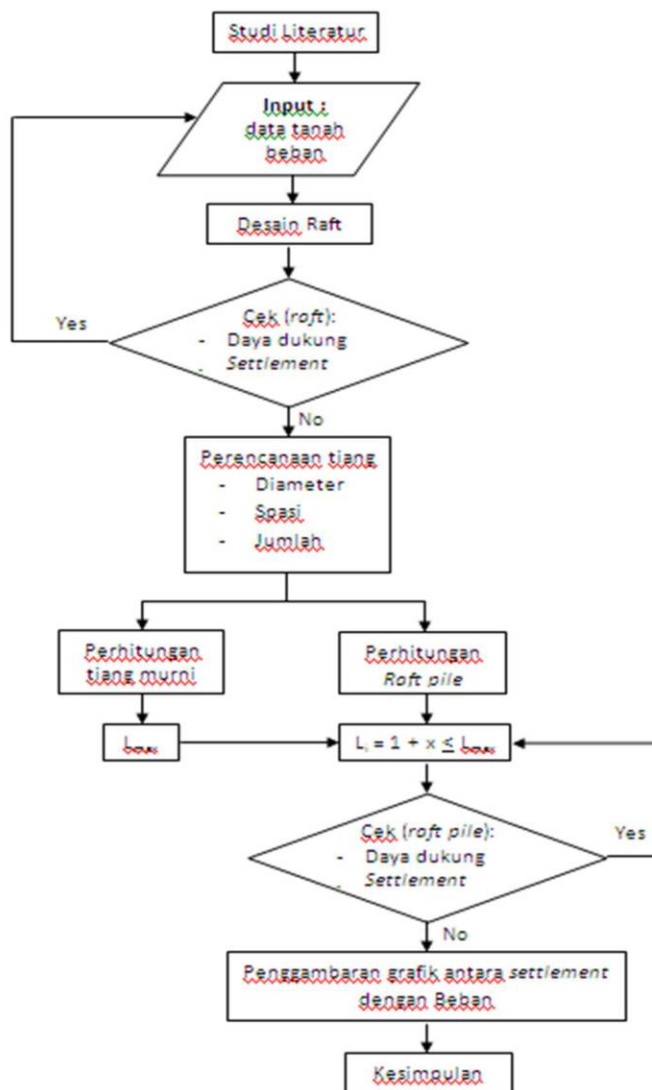 Studi Literatur
Input :
data tanah
beban
Desain Raft
Cek (raft):
- Daya dukung
Settlement
Yes
No
Perencanaan tiang
- Diameter
- Spasi
- Jumlah
Perhitungan
tiang murni
Perhitungan
Raft pile
L
L = 1 + x ≤ L
Cek (raft pile):
- Daya dukung
Settlement
Yes
No
Penggambaran grafik antara settlement
dengan Beban
Kesimpulan